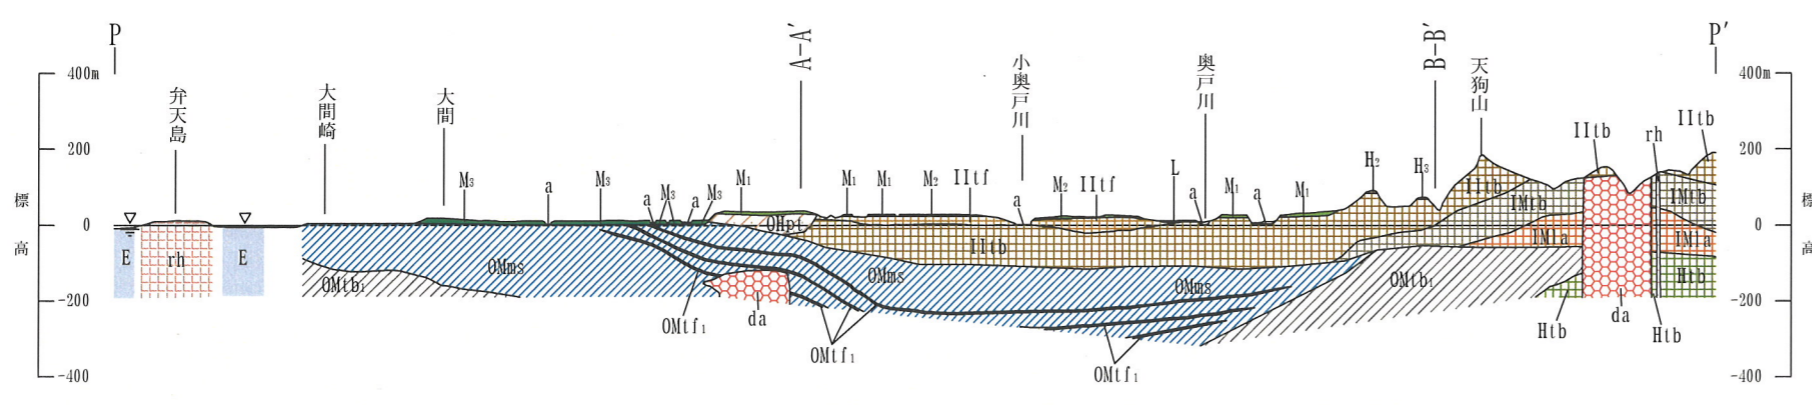 P
P′
A-A′
B-B′
400m
200
0
-200
-400
標高
弁天島
大間崎
大間
小奥戸川
奥戸川
天狗山
400m
200
0
-200
-400
標高
M3
a
M3
a
M3
a
M3
M1
M1
M1
M2
IItf
a
M2
IItf
L
a
M1
a
M1
H2
H3
IItb
rh
IItb
E
rh
E
OMms
OMtb1
OHpt
IItb
OMms
OMms
OMtb1
IItb
IMtb
IMla
IMtb
IMla
Htb
OMtf1
da
OMtf1
OMtf1
Htb
da
Htb